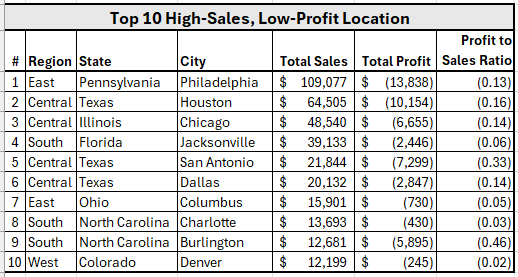 Top 10 High-Sales, Low-Profit Location
# Region State City Total Sales Total Profit Profit to Sales Ratio
1 East Pennsylvania Philadelphia $ 109,077 $ (13,838) (0.13)
2 Central Texas Houston $ 64,505 $ (10,154) (0.16)
3 Central Illinois Chicago $ 48,540 $ (6,655) (0.14)
4 South Florida Jacksonville $ 39,133 $ (2,446) (0.06)
5 Central Texas San Antonio $ 21,844 $ (7,299) (0.33)
6 Central Texas Dallas $ 20,132 $ (2,847) (0.14)
7 East Ohio Columbus $ 15,901 $ (730) (0.05)
8 South North Carolina Charlotte $ 13,693 $ (430) (0.03)
9 South North Carolina Burlington $ 12,681 $ (5,895) (0.46)
10 West Colorado Denver $ 12,199 $ (245) (0.02)